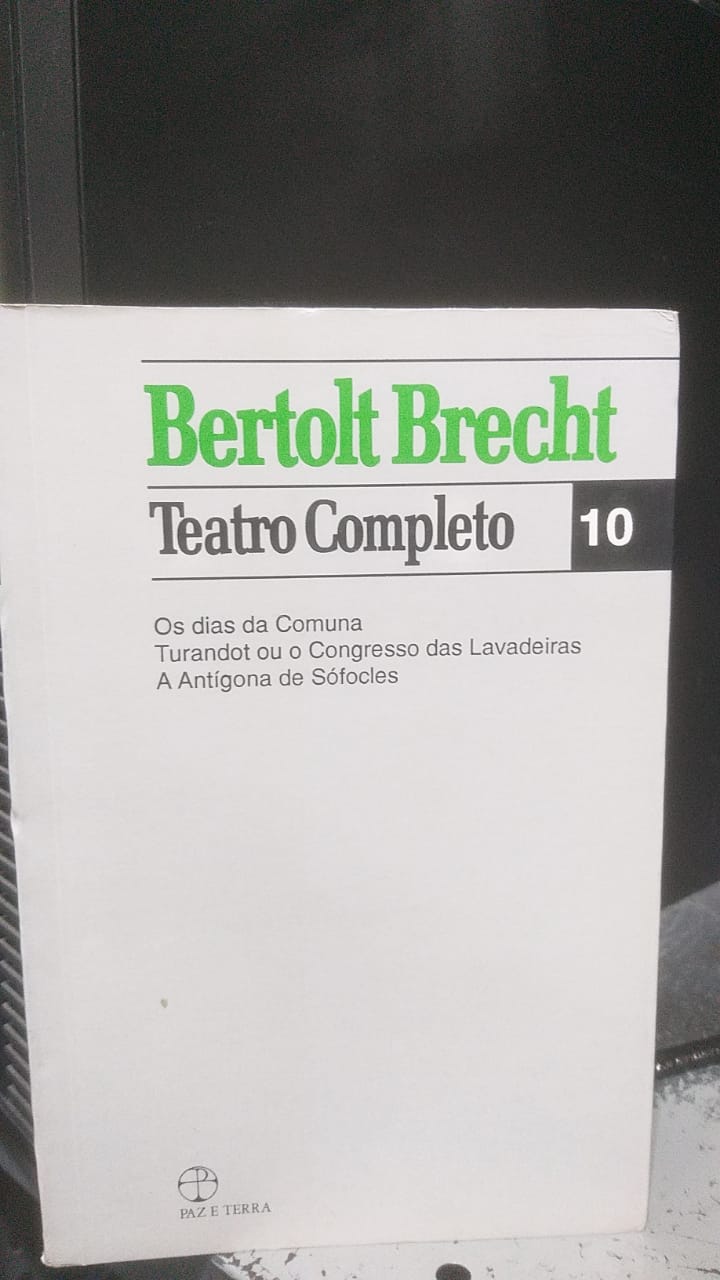 Bertolt Brecht
Teatro Completo 10
Os dias da Comuna
Turandot ou o Congresso das Lavadeiras
A Antígona de Sófocles
PAZ E TERRA